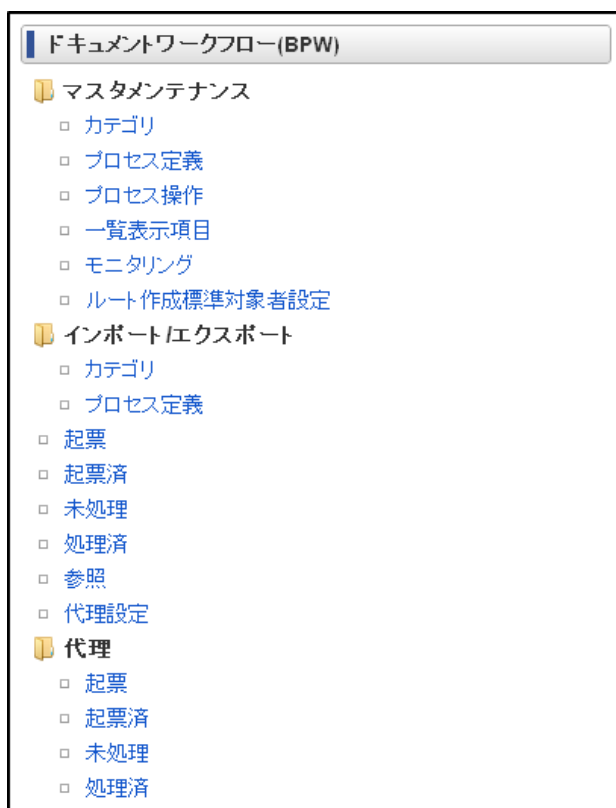 ドキュメントワークフロー(BPW)
マスタメンテナンス
カテゴリ
プロセス定義
プロセス操作
一覧表示項目
モニタリング
ルート作成標準対象者設定
インポート/エクスポート
カテゴリ
プロセス定義
起票
起票済
未処理
処理済
参照
代理設定
代理
起票
起票済
未処理
処理済